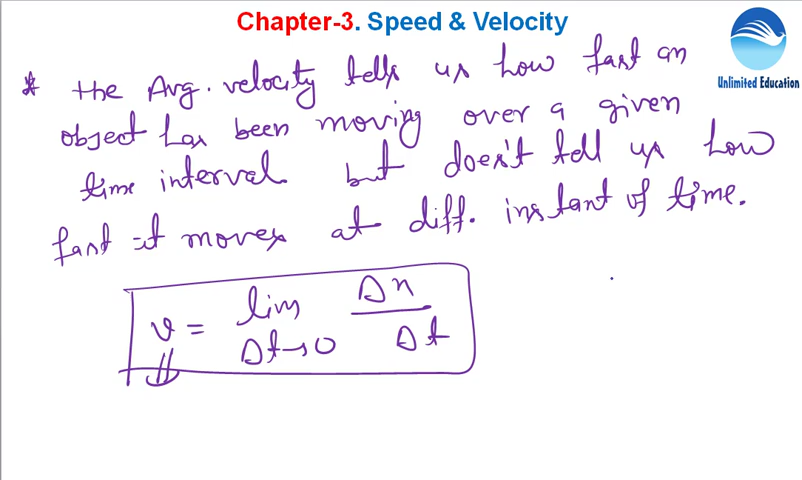 Chapter-3. Speed & Velocity
Unlimited Education
* the Avg. velocity tells us how fast an
object has been moving over a given
time interval but doesn't tell us how
fast it moves at diff. instant of time.
v = lim Δx/Δt
Δt→0